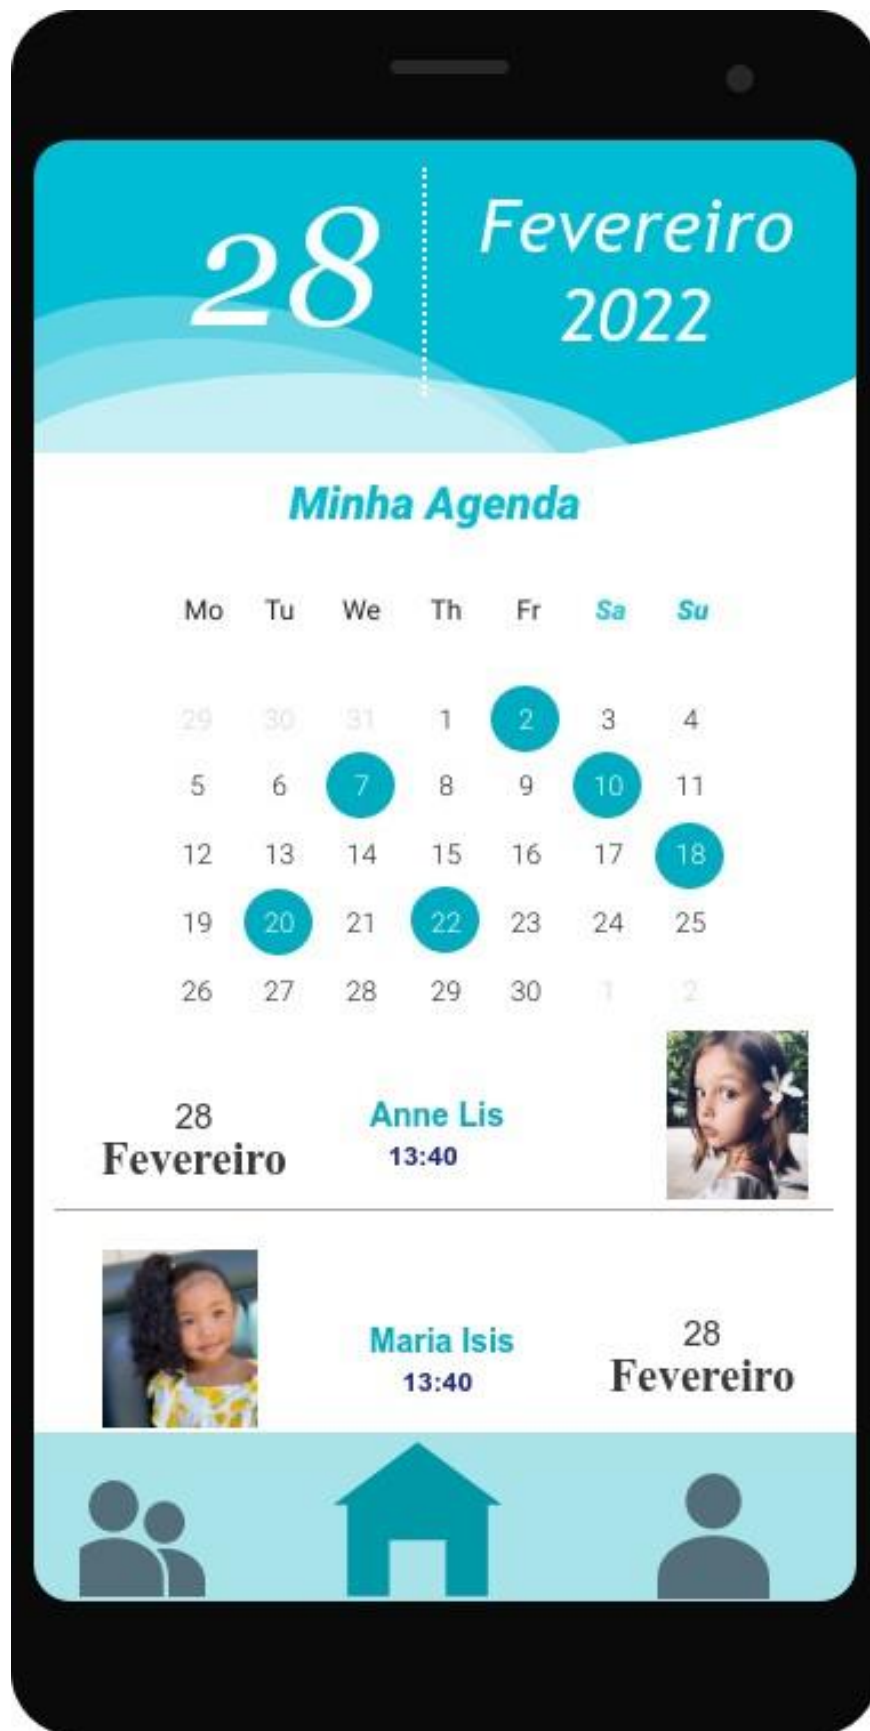 28
Fevereiro
2022
Minha Agenda
Mo Tu We Th Fr Sa Su
29 30 31 1 2 3 4
5 6 7 8 9 10 11
12 13 14 15 16 17 18
19 20 21 22 23 24 25
26 27 28 29 30 1 2
28
Fevereiro
Anne Lis
13:40
Maria Isis
13:40
28
Fevereiro